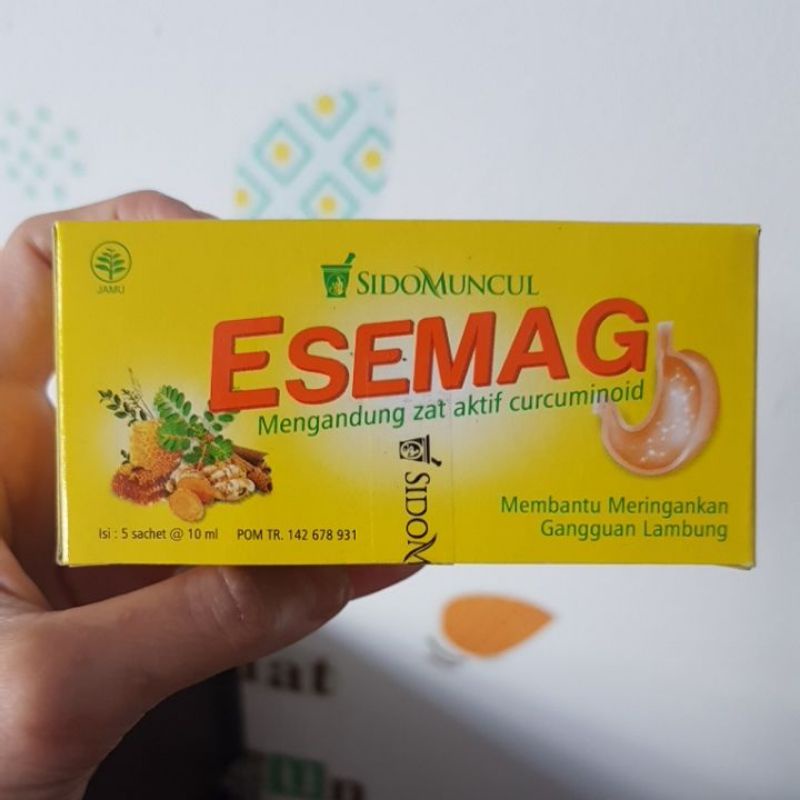 JAMU
SIDOMUNCUL
ESEMAG
Mengandung zat aktif curcuminoid
SIDOM
Membantu Meringankan
Gangguan Lambung
Isi : 5 sachet @ 10 ml POM TR. 142 678 931